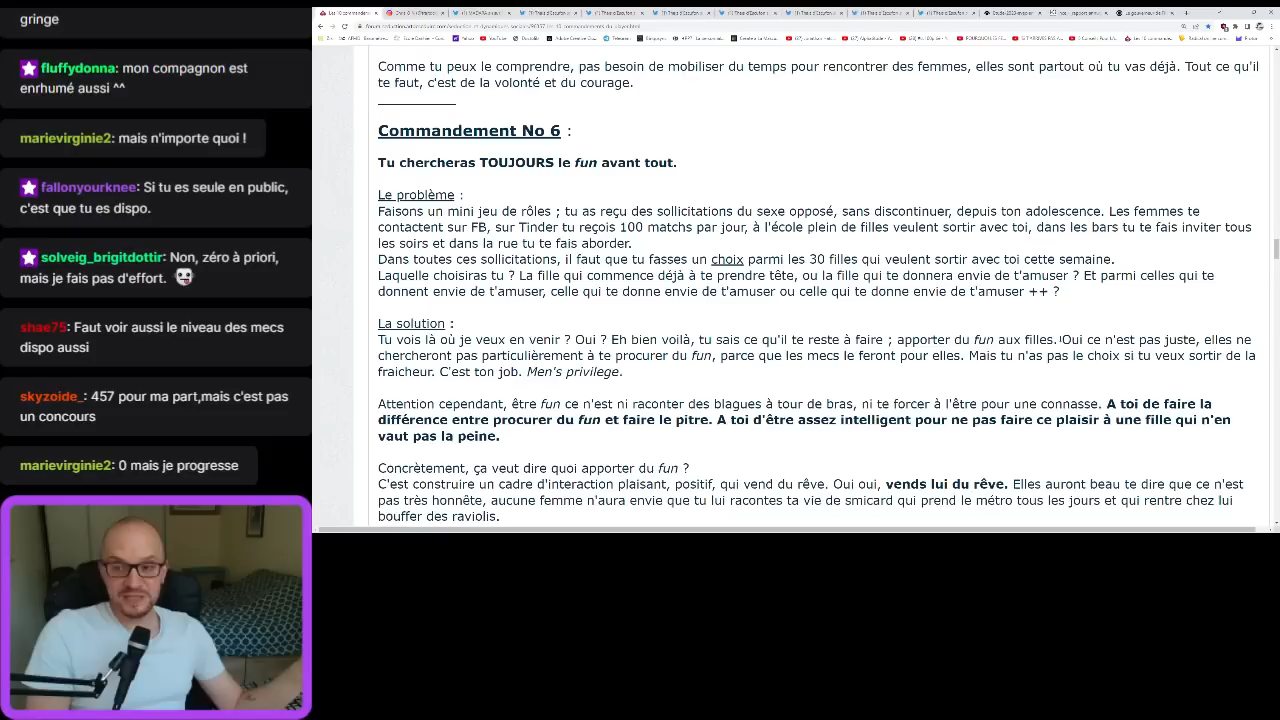 gringe
fluffydonna: mon compagnon est
enrhumé aussi ^^
marievirginie2: mais n'importe quoi !
fallonyourknee: Si tu es seule en public,
c'est que tu es dispo.
solveig_brigitdottir: Non, zéro à priori,
mais je fais pas d'effort.
shae75: Faut voir aussi le niveau des mecs
dispo aussi
skyzoide_: 457 pour ma part,mais c'est pas
un concours
marievirginie2: 0 mais je progresse
Comme tu peux le comprendre, pas besoin de mobiliser du temps pour rencontrer des femmes, elles sont partout où tu vas déjà. Tout ce qu'il
te faut, c'est de la volonté et du courage.
Commandement No 6 :
Tu chercheras TOUJOURS le fun avant tout.
Le problème :
Faisons un mini jeu de rôles ; tu as reçu des sollicitations du sexe opposé, sans discontinuer, depuis ton adolescence. Les femmes te
contactent sur FB, sur Tinder tu reçois 100 matchs par jour, à l'école plein de filles veulent sortir avec toi, dans les bars tu te fais inviter tous
les soirs et dans la rue tu te fais aborder.
Dans toutes ces sollicitations, il faut que tu fasses un choix parmi les 30 filles qui veulent sortir avec toi cette semaine.
Laquelle choisiras tu ? La fille qui commence déjà à te prendre tête, ou la fille qui te donnera envie de t'amuser ? Et parmi celles qui te
donnent envie de t'amuser, celle qui te donne envie de t'amuser ou celle qui te donne envie de t'amuser ++ ?
La solution :
Tu vois là où je veux en venir ? Oui ? Eh bien voilà, tu sais ce qu'il te reste à faire ; apporter du fun aux filles. Oui ce n'est pas juste, elles ne
chercheront pas particulièrement à te procurer du fun, parce que les mecs le feront pour elles. Mais tu n'as pas le choix si tu veux sortir de la
fraicheur. C'est ton job. Men's privilege.
Attention cependant, être fun ce n'est ni raconter des blagues à tour de bras, ni te forcer à l'être pour une connasse. A toi de faire la
différence entre procurer du fun et faire le pitre. A toi d'être assez intelligent pour ne pas faire ce plaisir à une fille qui n'en
vaut pas la peine.
Concrètement, ça veut dire quoi apporter du fun ?
C'est construire un cadre d'interaction plaisant, positif, qui vend du rêve. Oui oui, vends lui du rêve. Elles auront beau te dire que ce n'est
pas très honnête, aucune femme n'aura envie que tu lui racontes ta vie de smicard qui prend le métro tous les jours et qui rentre chez lui
bouffer des raviolis.